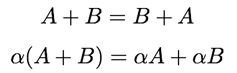 A + B = B + A
α(A + B) = αA + αB